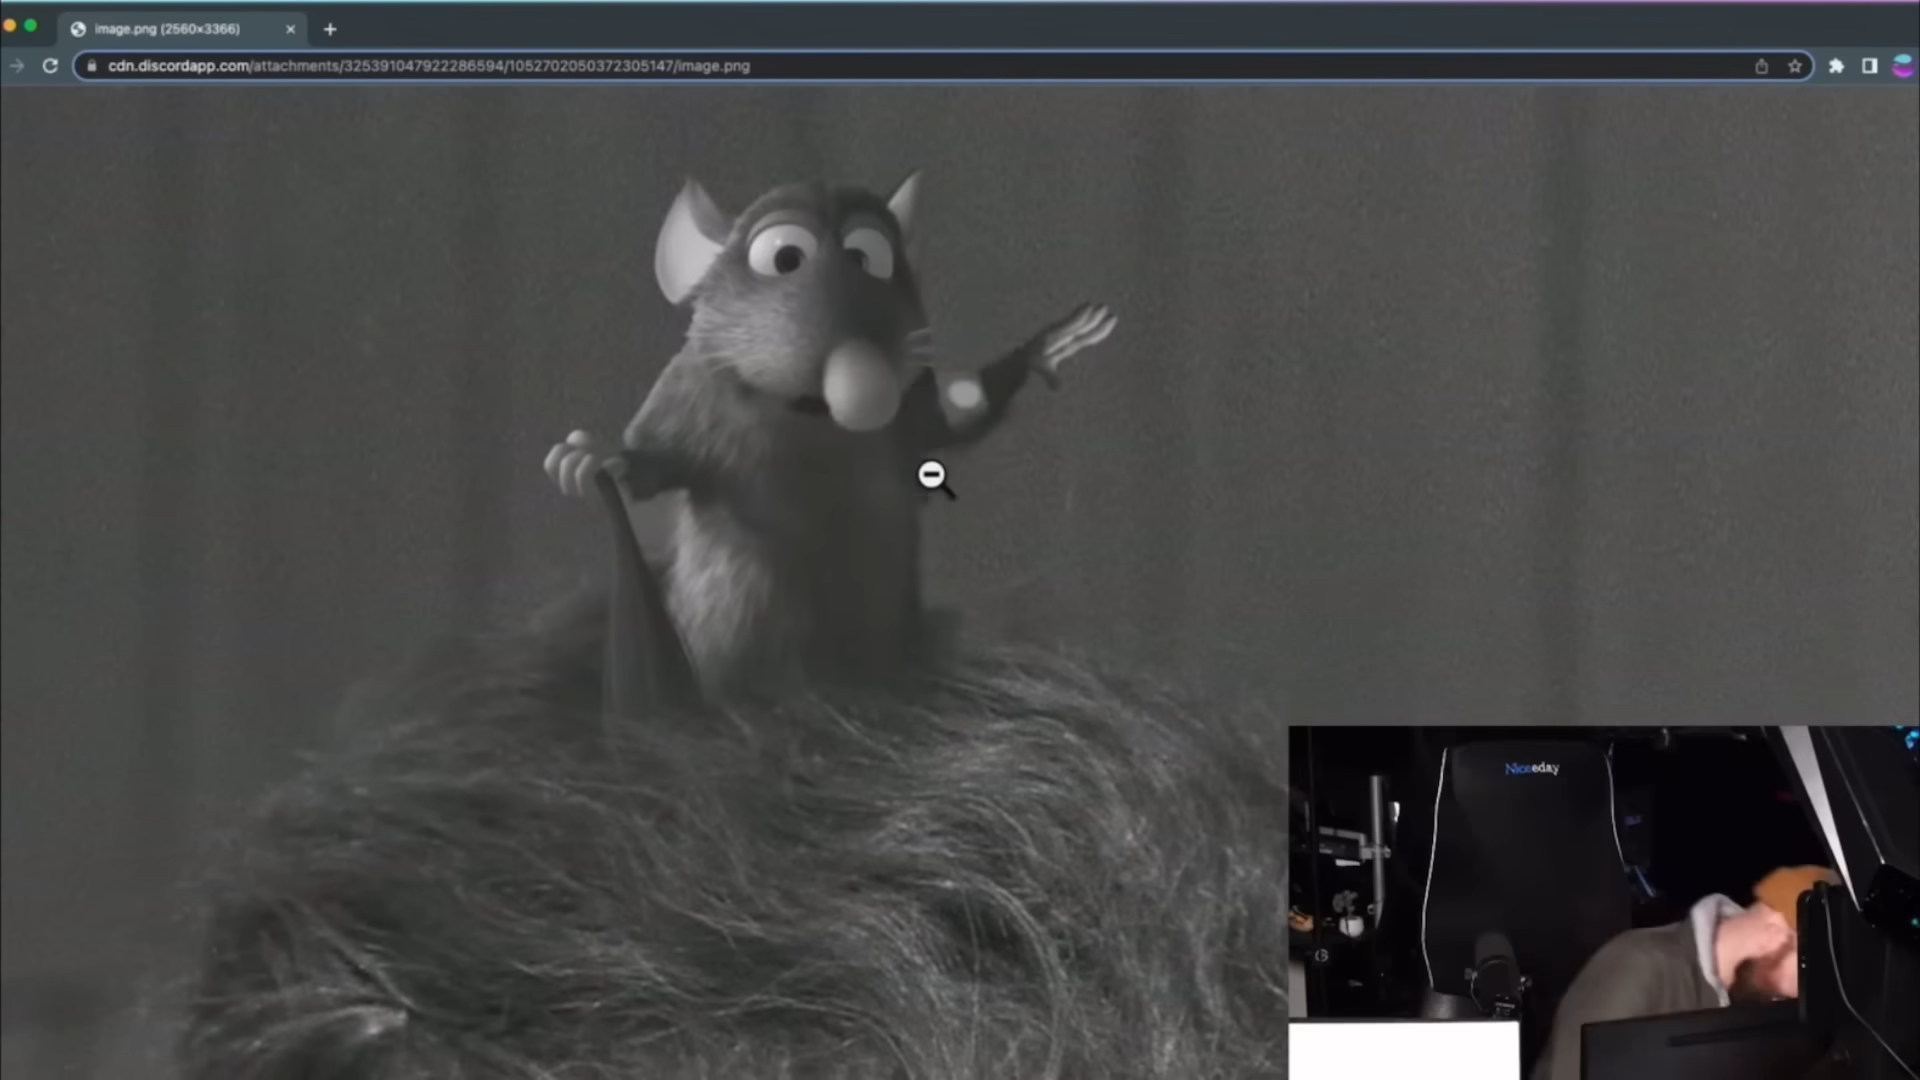 image.png (2560×3366)
cdn.discordapp.com/attachments/325391047922286594/1052702050372305147/image.png
Niceday